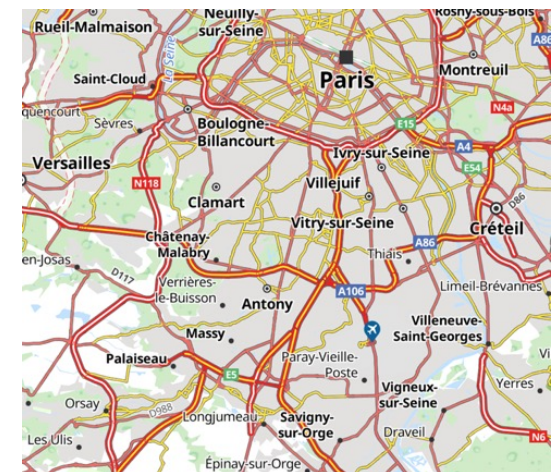 Neuilly-
sur-Seine
Rosny-sous-Bois
Rueil-Malmaison
A86
La Seine
Paris
Montreuil
Saint-Cloud
N4a
quencourt
Sèvres
Boulogne-
Billancourt
E15
A4
Ivry-sur-Seine
E54
Versailles
N118
Villejuif
Clamart
D86
Vitry-sur-Seine
Créteil
Châtenay-
Malabry
A86
Thiais
en-Josas
D117
Verrières-
le-Buisson
A106
Limeil-Brévannes
Antony
Villeneuve-
Saint-Georges
Massy
Palaiseau
Paray-Vieille-
Poste
E5
Vigneux-
sur-Seine
Yerres
Vi
Orsay
D988
Longjumeau
Savigny-
sur-Orge
Draveil
N6
Les Ulis
Épinay-sur-Orge